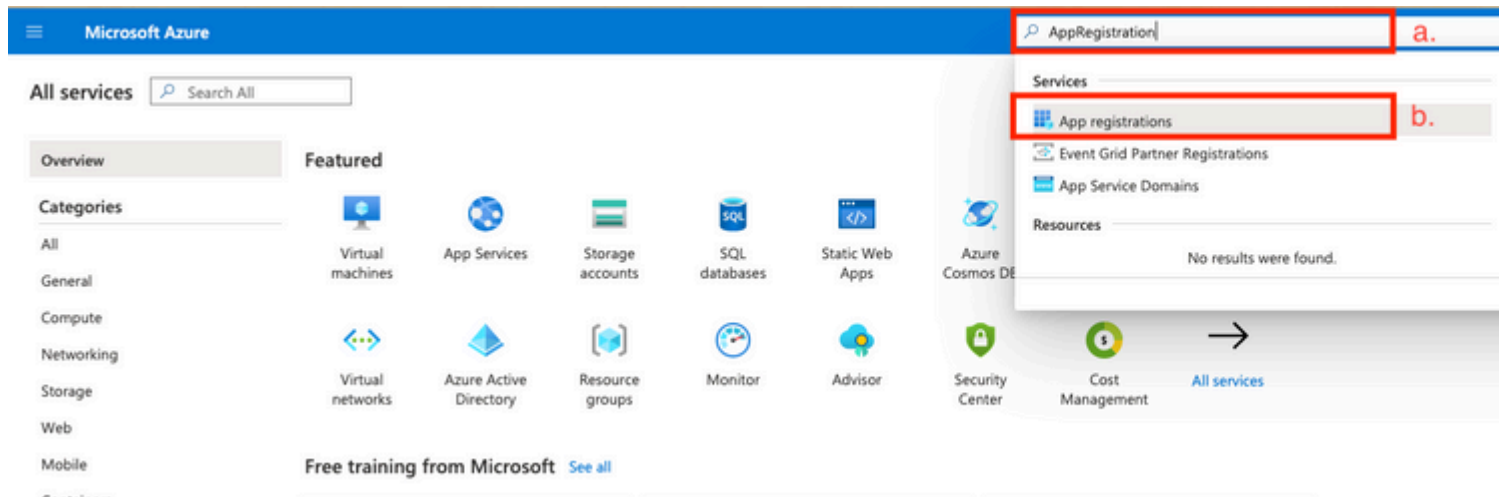 Microsoft Azure
AppRegistration
a.
All services
Search All
Services
App registrations
b.
Event Grid Partner Registrations
App Service Domains
Resources
No results were found.
Overview
Categories
All
General
Compute
Networking
Storage
Web
Mobile
Featured
Virtual
machines
App Services
Storage
accounts
SQL
SQL
databases
Static Web
Apps
Azure
Cosmos DB
Virtual
networks
Azure Active
Directory
Resource
groups
Monitor
Advisor
Security
Center
Cost
Management
All services
Free training from Microsoft See all